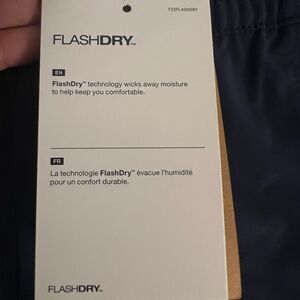 F22FLASHDRY
FLASHDRY™
EN
FlashDry™ technology wicks away moisture
to help keep you comfortable.
FR
La technologie FlashDry™ évacue l'humidité
pour un confort durable.
FLASHDRY™